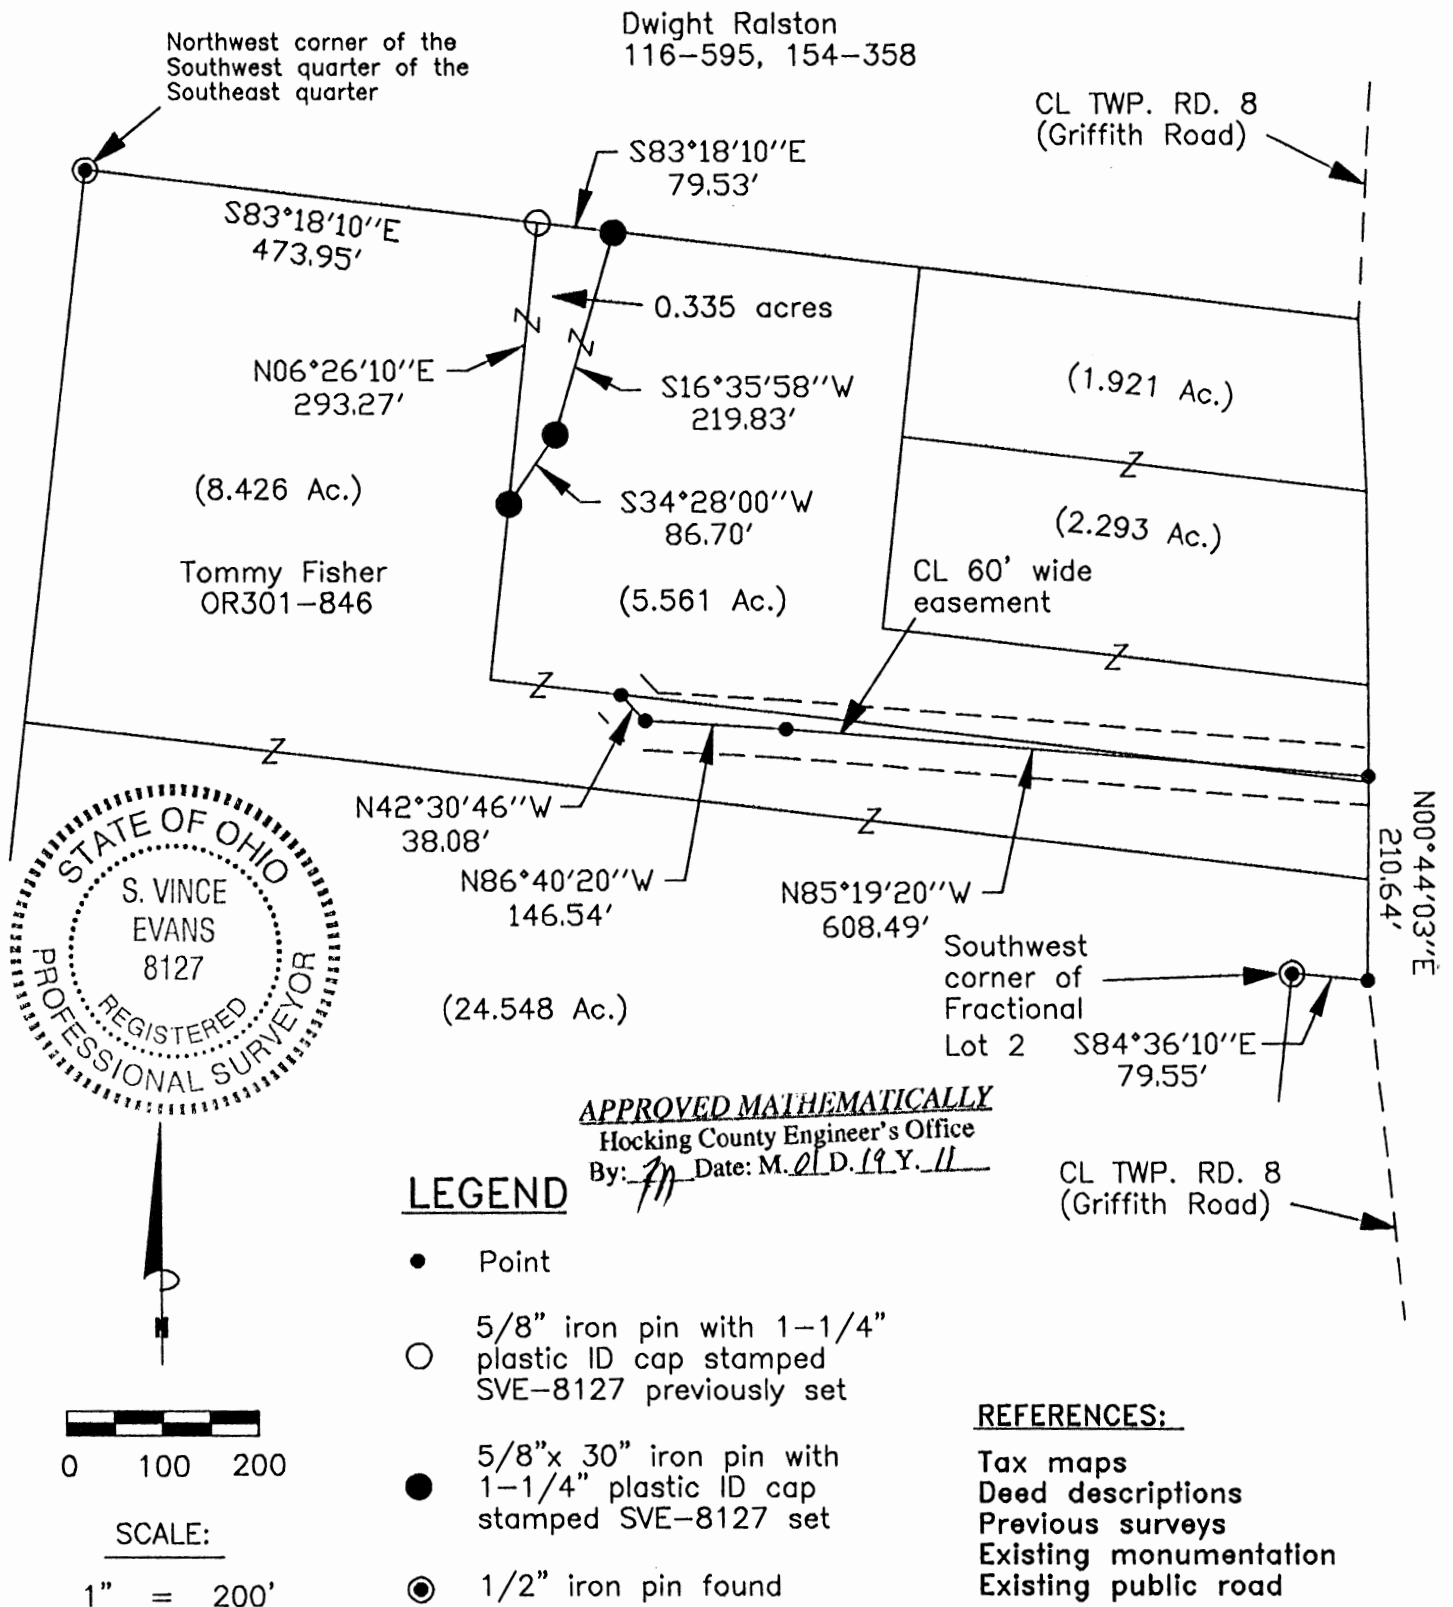 Dwight Ralston
116-595, 154-358
Northwest corner of the
Southwest quarter of the
Southeast quarter
CL TWP. RD. 8
(Griffith Road)
S83°18'10''E
79.53'
S83°18'10''E
473.95'
0.335 acres
N06°26'10''E
293.27'
S16°35'58''W
219.83'
(1.921 Ac.)
(8.426 Ac.)
S34°28'00''W
86.70'
(2.293 Ac.)
Tommy Fisher
OR301-846
(5.561 Ac.)
CL 60' wide
easement
N42°30'46''W
38.08'
N86°40'20''W
146.54'
N85°19'20''W
608.49'
N00°44'03''E
210.64'
STATE OF OHIO
S. VINCE
EVANS
8127
REGISTERED
PROFESSIONAL SURVEYOR
(24.548 Ac.)
Southwest
corner of
Fractional
Lot 2
S84°36'10''E
79.55'
APPROVED MATHEMATICALLY
Hocking County Engineer's Office
By: Date: M. 01 D. 19 Y. 11
CL TWP. RD. 8
(Griffith Road)
LEGEND
Point
5/8" iron pin with 1-1/4"
plastic ID cap stamped
SVE-8127 previously set
5/8"x 30" iron pin with
1-1/4" plastic ID cap
stamped SVE-8127 set
1/2" iron pin found
N
0 100 200
SCALE:
1" = 200'
REFERENCES:
Tax maps
Deed descriptions
Previous surveys
Existing monumentation
Existing public road